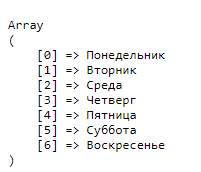 Array
(
    [0] => Понедельник
    [1] => Вторник
    [2] => Среда
    [3] => Четверг
    [4] => Пятница
    [5] => Суббота
    [6] => Воскресенье
)